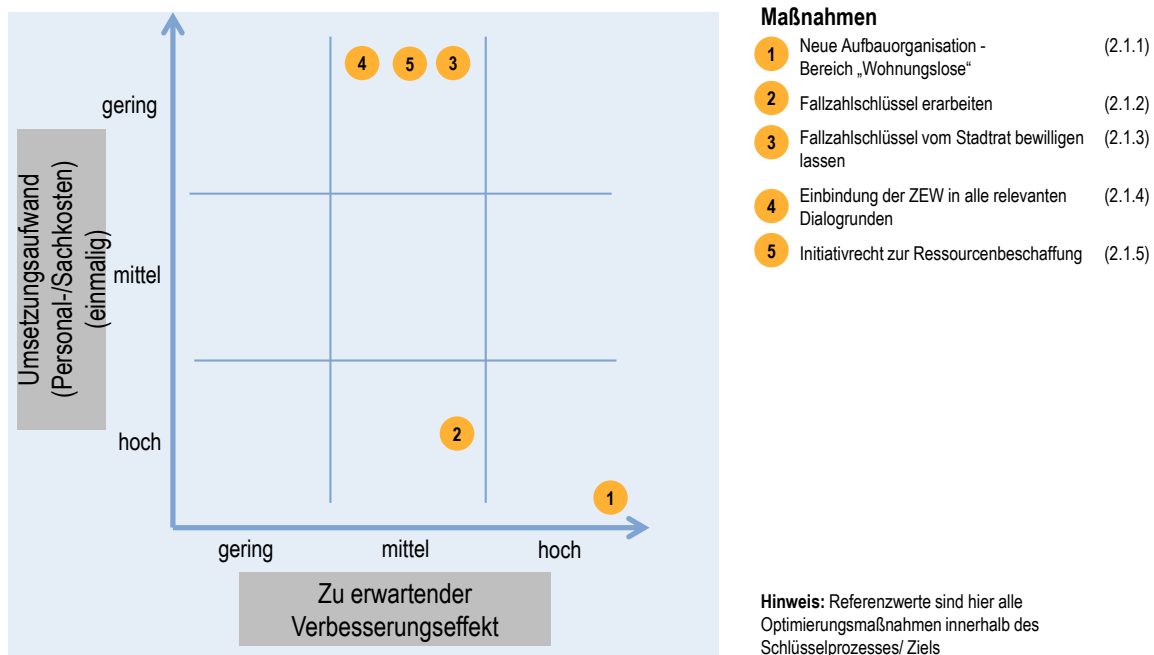 gering
mittel
hoch
Umsetzungsaufwand
(Personal-/Sachkosten)
(einmalig)
4 5 3
2
1
gering mittel hoch
Zu erwartender
Verbesserungseffekt
Maßnahmen
1 Neue Aufbauorganisation - (2.1.1)
Bereich „Wohnungslose“
2 Fallzahlschlüssel erarbeiten (2.1.2)
3 Fallzahlschlüssel vom Stadtrat bewilligen (2.1.3)
lassen
4 Einbindung der ZEW in alle relevanten (2.1.4)
Dialogrunden
5 Initiativrecht zur Ressourcenbeschaffung (2.1.5)
Hinweis: Referenzwerte sind hier alle
Optimierungsmaßnahmen innerhalb des
Schlüsselprozesses/ Ziels